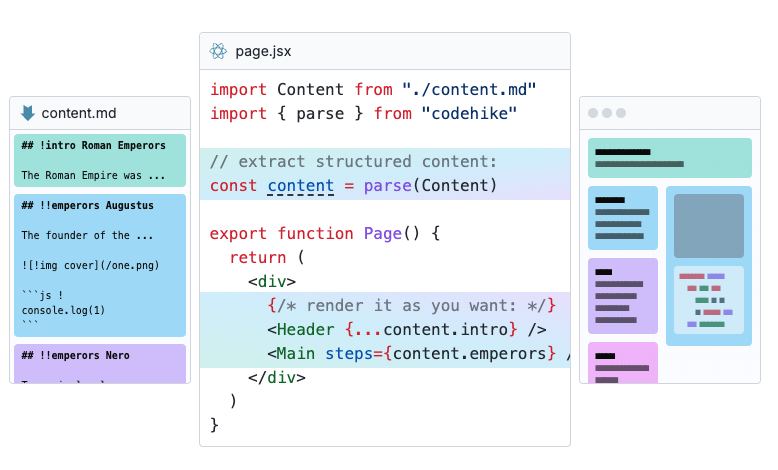 page.jsx
import Content from "./content.md"
import { parse } from "codehike"
// extract structured content:
const content = parse(Content)
export function Page() {
return (
<div>
{/* render it as you want: */}
<Header {...content.intro} />
<Main steps={content.emperors} /
</div>
)
}
content.md
## !intro Roman Emperors
The Roman Empire was ...
## !!emperors Augustus
The founder of the ...
![!img cover](/one.png)
```js !
console.log(1)
```
## !!emperors Nero